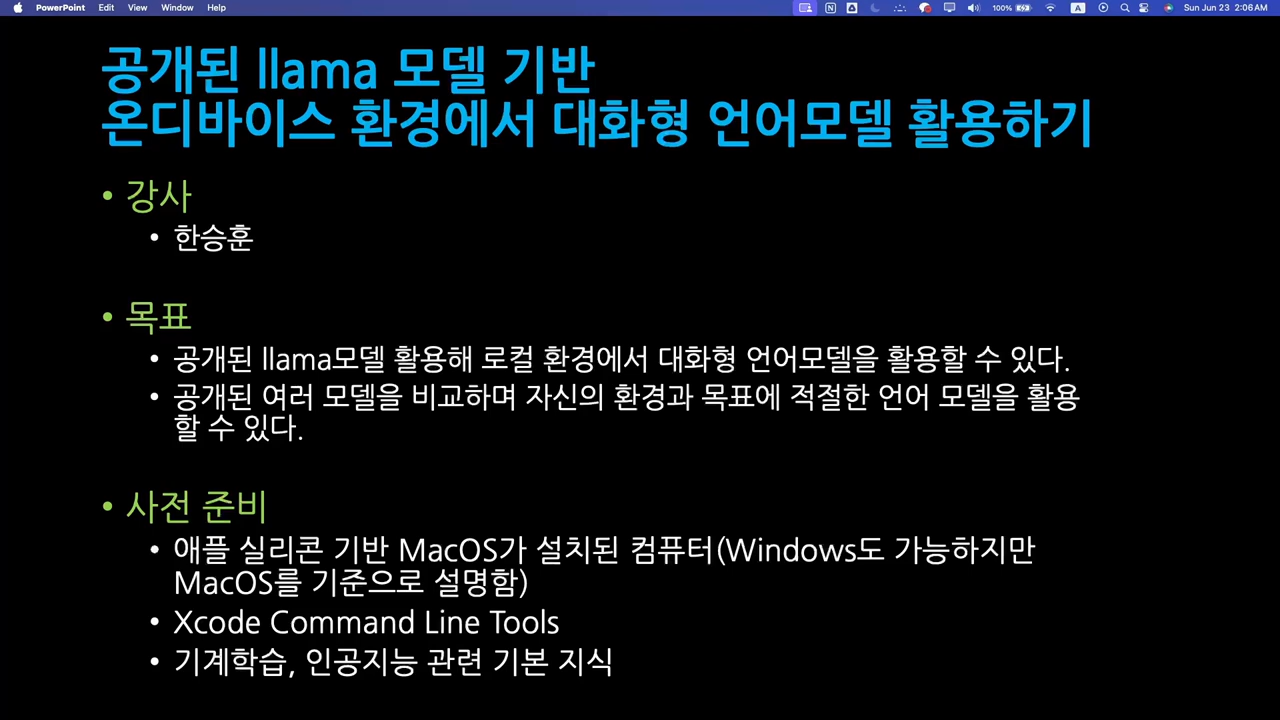 PowerPoint Edit View Window Help 100% A Sun Jun 23 2:06 AM
공개된 llama 모델 기반
온디바이스 환경에서 대화형 언어모델 활용하기
• 강사
• 한승훈
• 목표
• 공개된 llama모델 활용해 로컬 환경에서 대화형 언어모델을 활용할 수 있다.
• 공개된 여러 모델을 비교하며 자신의 환경과 목표에 적절한 언어 모델을 활용
할 수 있다.
• 사전 준비
• 애플 실리콘 기반 MacOS가 설치된 컴퓨터(Windows도 가능하지만
MacOS를 기준으로 설명함)
• Xcode Command Line Tools
• 기계학습, 인공지능 관련 기본 지식